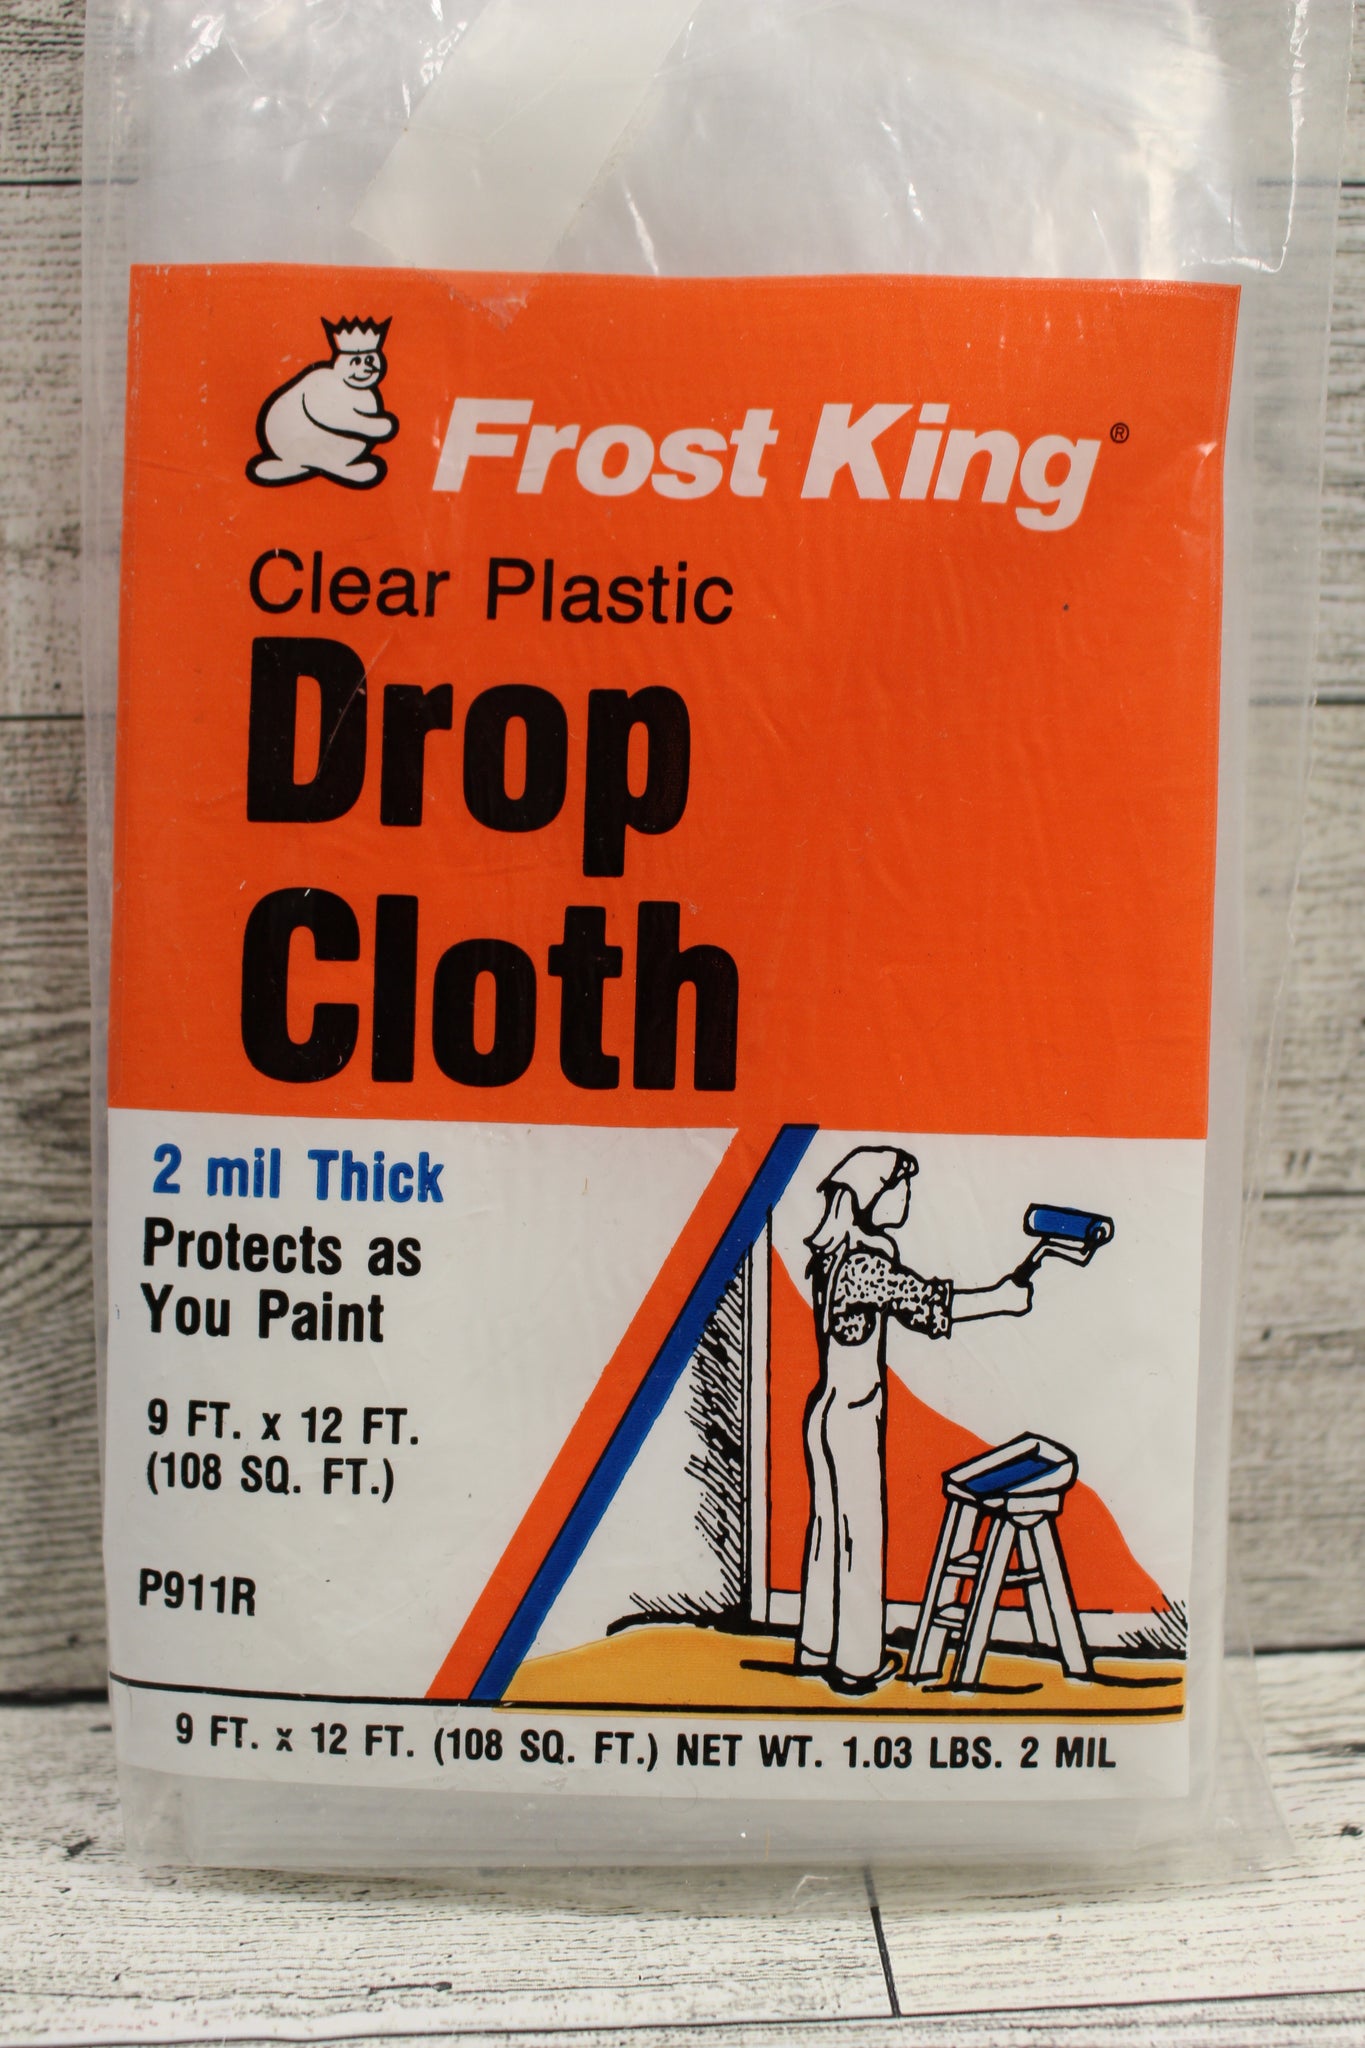 Frost King®
Clear Plastic
Drop
Cloth
2 mil Thick
Protects as
You Paint
9 FT. x 12 FT.
(108 SQ. FT.)
P911R
9 FT. x 12 FT. (108 SQ. FT.) NET WT. 1.03 LBS. 2 MIL